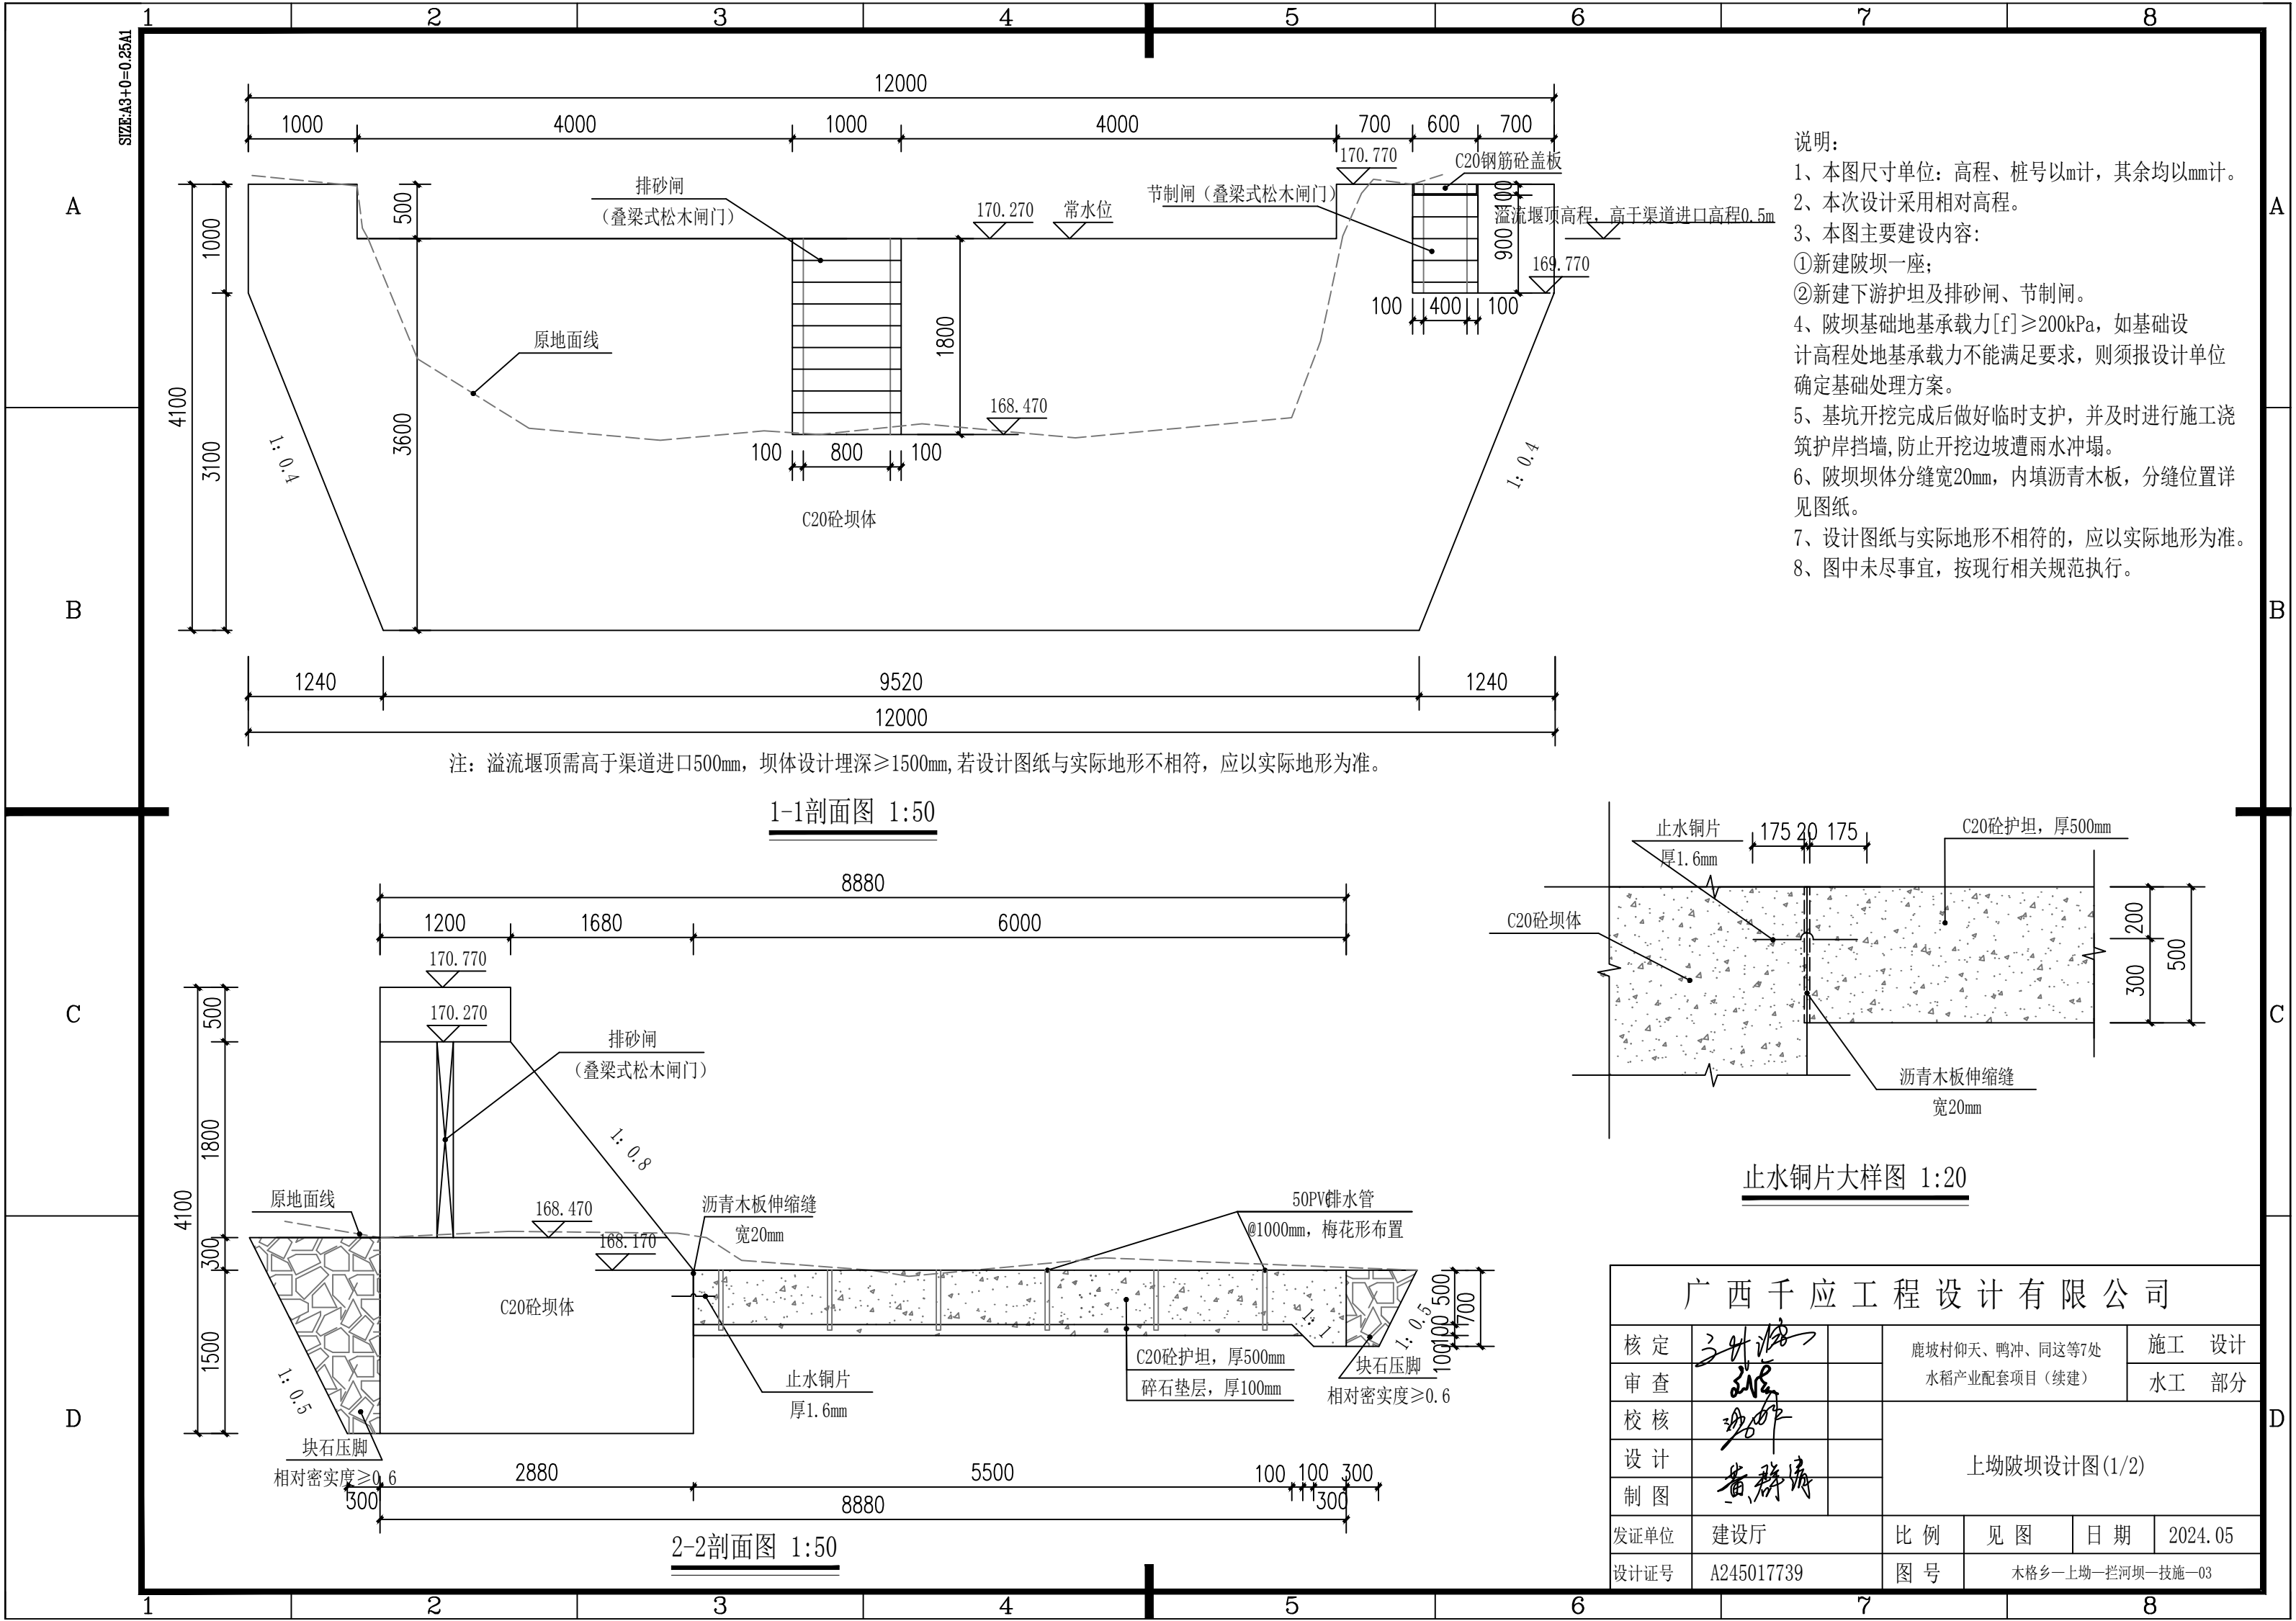 1 2 3 4 5 6 7 8
SIZE:A3+0=0.25A1
A
B
C
D
A
B
C
D
12000
1000 4000 1000 4000 700 600 700
170.770
C20钢筋砼盖板
排砂闸
(叠梁式松木闸门)
节制闸(叠梁式松木闸门)
170.270 常水位
溢流堰顶高程，高于渠道进口高程0.5m
100
900
500
1000
169.770
100 400 100
原地面线
1800
4100
3600
3100
168.470
100 800 100
1: 0.4
1: 0.4
C20砼坝体
1240 9520 1240
12000
注: 溢流堰顶需高于渠道进口500mm，坝体设计埋深≥1500mm,若设计图纸与实际地形不相符，应以实际地形为准。
1-1剖面图 1:50
说明:
1、本图尺寸单位: 高程、桩号以m计，其余均以mm计。
2、本次设计采用相对高程。
3、本图主要建设内容:
①新建陂坝一座;
②新建下游护坦及排砂闸、节制闸。
4、陂坝基础地基承载力[f]≥200kPa，如基础设
计高程处地基承载力不能满足要求，则须报设计单位
确定基础处理方案。
5、基坑开挖完成后做好临时支护，并及时进行施工浇
筑护岸挡墙,防止开挖边坡遭雨水冲塌。
6、陂坝坝体分缝宽20mm，内填沥青木板，分缝位置详
见图纸。
7、设计图纸与实际地形不相符的，应以实际地形为准。
8、图中未尽事宜，按现行相关规范执行。
8880
1200 1680 6000
170.770
170.270
500
1800
4100
300
1500
排砂闸
(叠梁式松木闸门)
1: 0.8
原地面线
168.470
168.170
沥青木板伸缩缝
宽20mm
50PVC排水管
@1000mm，梅花形布置
C20砼坝体
1: 0.5
块石压脚
相对密实度≥0.6
止水铜片
厚1.6mm
C20砼护坦，厚500mm
碎石垫层，厚100mm
1: 1
1: 0.5
块石压脚
相对密实度≥0.6
500
100
100
700
300 2880 5500 100 100 300
300
8880
2-2剖面图 1:50
止水铜片
厚1.6mm
175 20 175
C20砼护坦，厚500mm
C20砼坝体
200
300
500
沥青木板伸缩缝
宽20mm
止水铜片大样图 1:20
广西千应工程设计有限公司
核 定
审 查
校 核
设 计
制 图
黄群涛
鹿坡村仰天、鸭冲、同这等7处
水稻产业配套项目(续建)
施工 设计
水工 部分
上坳陂坝设计图(1/2)
发证单位 建设厅 比 例 见 图 日 期 2024.05
设计证号 A245017739 图 号 木格乡—上坳—拦河坝—技施—03
1 2 3 4 5 6 7 8